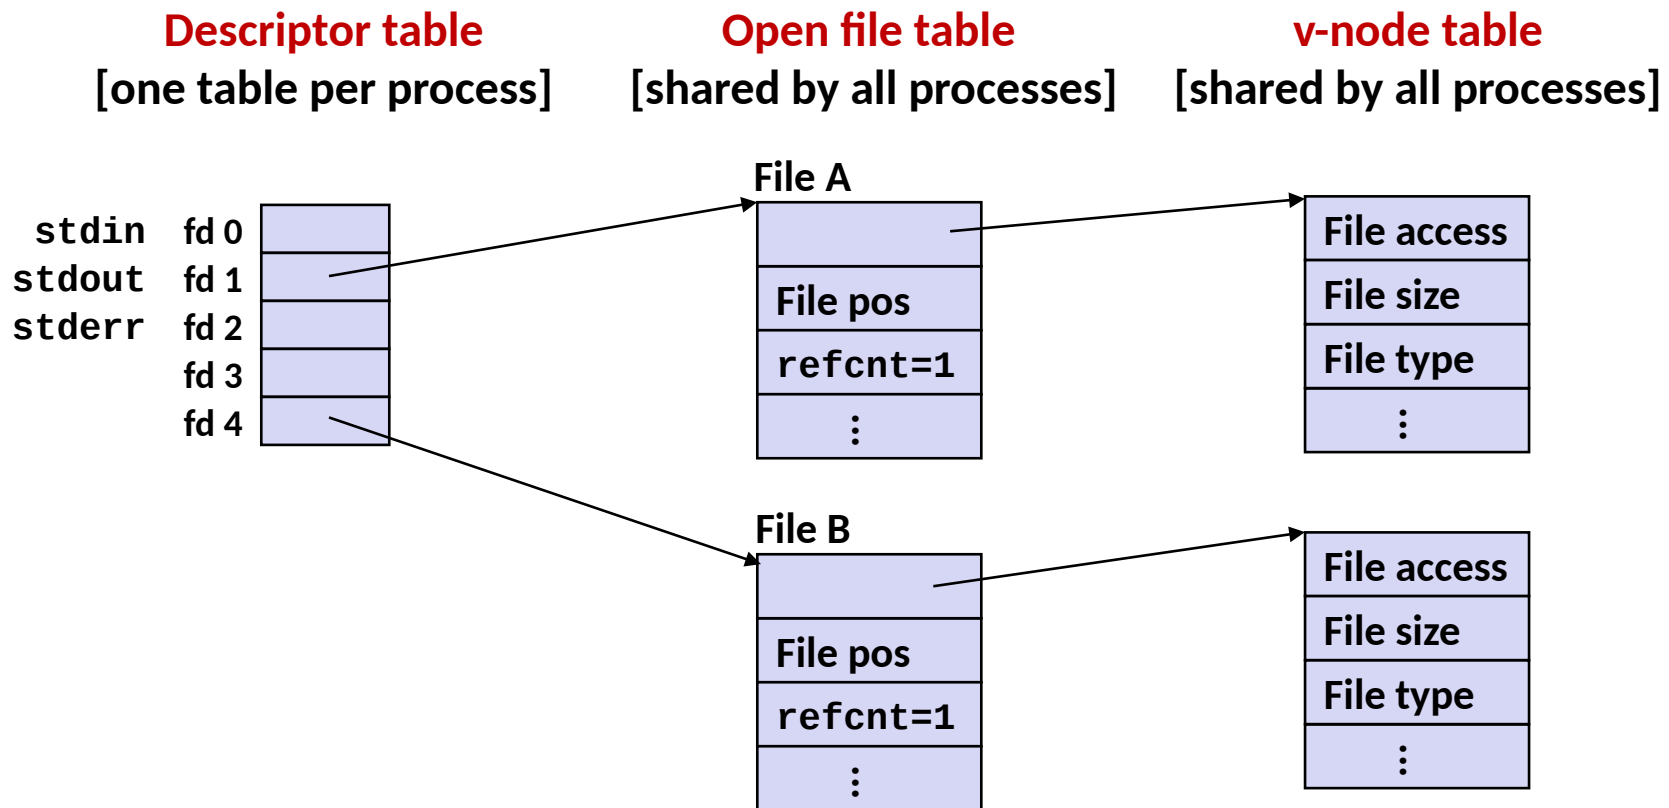 Descriptor table
[one table per process]
Open file table
[shared by all processes]
v-node table
[shared by all processes]
stdin fd 0
stdout fd 1
stderr fd 2
fd 3
fd 4
File A
File pos
refcnt=1
⋮
File access
File size
File type
⋮
File B
File pos
refcnt=1
⋮
File access
File size
File type
⋮